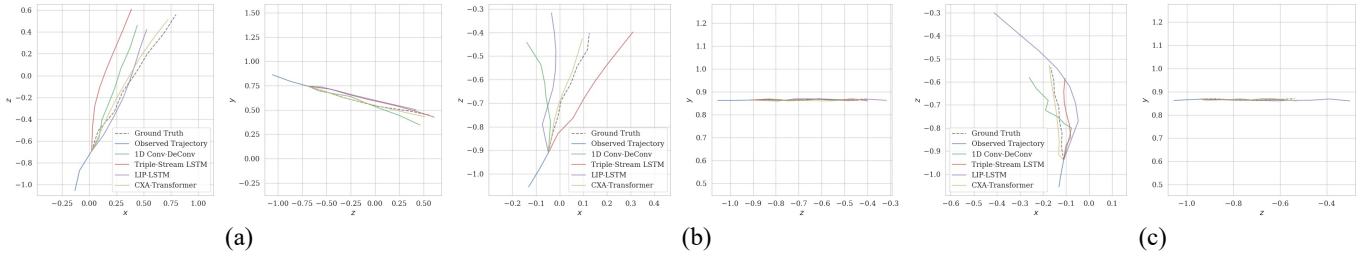 0.6
0.4
0.2
0.0
−0.2
−0.4
−0.6
−0.8
−1.0
z
Ground Truth
Observed Trajectory
1D Conv-DeConv
Triple-Stream LSTM
LIP-LSTM
CXA-Transformer
−0.25 0.00 0.25 0.50 0.75 1.00
x
1.50
1.25
1.00
0.75
0.50
0.25
0.00
−0.25
y
−1.00 −0.75 −0.50 −0.25 0.00 0.25 0.50 0.75
z
(a)
−0.3
−0.4
−0.5
−0.6
−0.7
−0.8
−0.9
−1.0
z
Ground Truth
Observed Trajectory
1D Conv-DeConv
Triple-Stream LSTM
LIP-LSTM
CXA-Transformer
−0.2 −0.1 0.0 0.1 0.2 0.3 0.4
x
1.2
1.1
1.0
0.9
0.8
0.7
0.6
0.5
y
−1.0 −0.9 −0.8 −0.7 −0.6 −0.5 −0.4 −0.3
z
(b)
−0.3
−0.4
−0.5
−0.6
−0.7
−0.8
−0.9
−1.0
z
Ground Truth
Observed Trajectory
1D Conv-DeConv
Triple-Stream LSTM
LIP-LSTM
CXA-Transformer
−0.6 −0.5 −0.4 −0.3 −0.2 −0.1 0.0 0.1
x
1.2
1.1
1.0
0.9
0.8
0.7
0.6
0.5
y
−1.0 −0.8 −0.6 −0.4
z
(c)